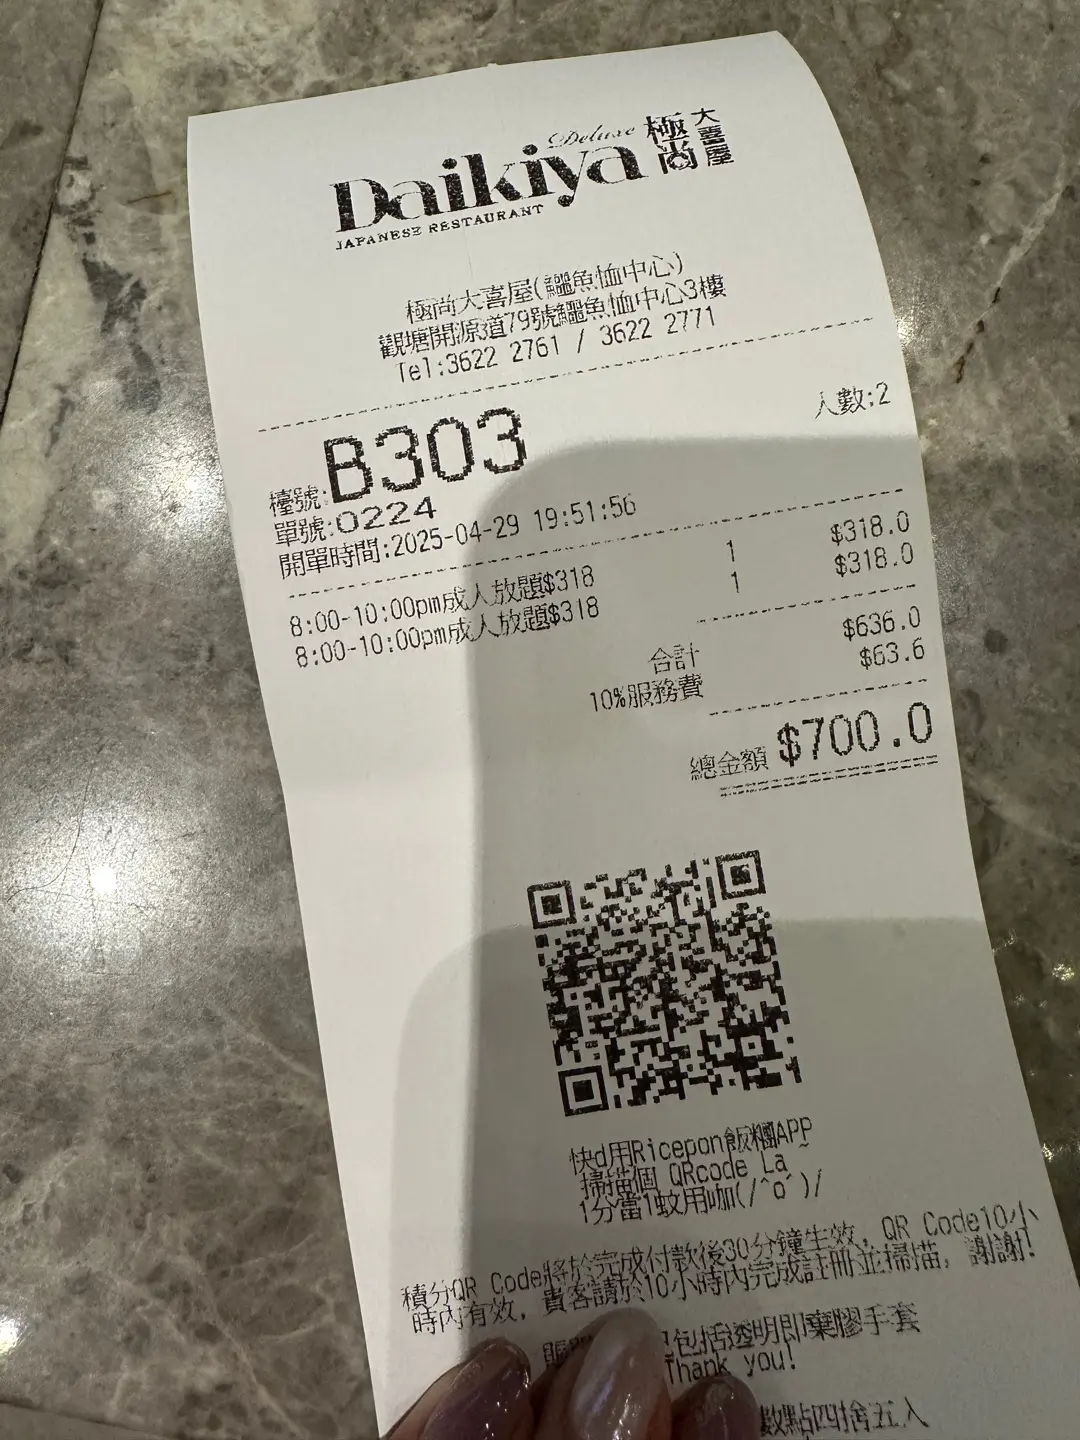 Deluxe
Daikiya 極尚大喜屋
JAPANESE RESTAURANT
極尚大喜屋(鱷魚恤中心)
觀塘開源道79號鱷魚恤中心3樓
Tel:3622 2761 / 3622 2771
人數:2
檯號:B303
單號:0224
開單時間:2025-04-29 19:51:56
8:00-10:00pm成人放題$318 1 $318.0
8:00-10:00pm成人放題$318 1 $318.0
合計 $636.0
10%服務費 $63.6
總金額 $700.0
快d用Ricepon飯糰APP
掃描個 QRcode La~
1分當1蚊用咖(/^o^)/
積分QR Code將於完成付款後30分鐘生效，QR Code10小
時內有效，貴客請於10小時內完成註冊並掃描，謝謝!
包括透明即棄膠手套
Thank you!
數點四捨五入